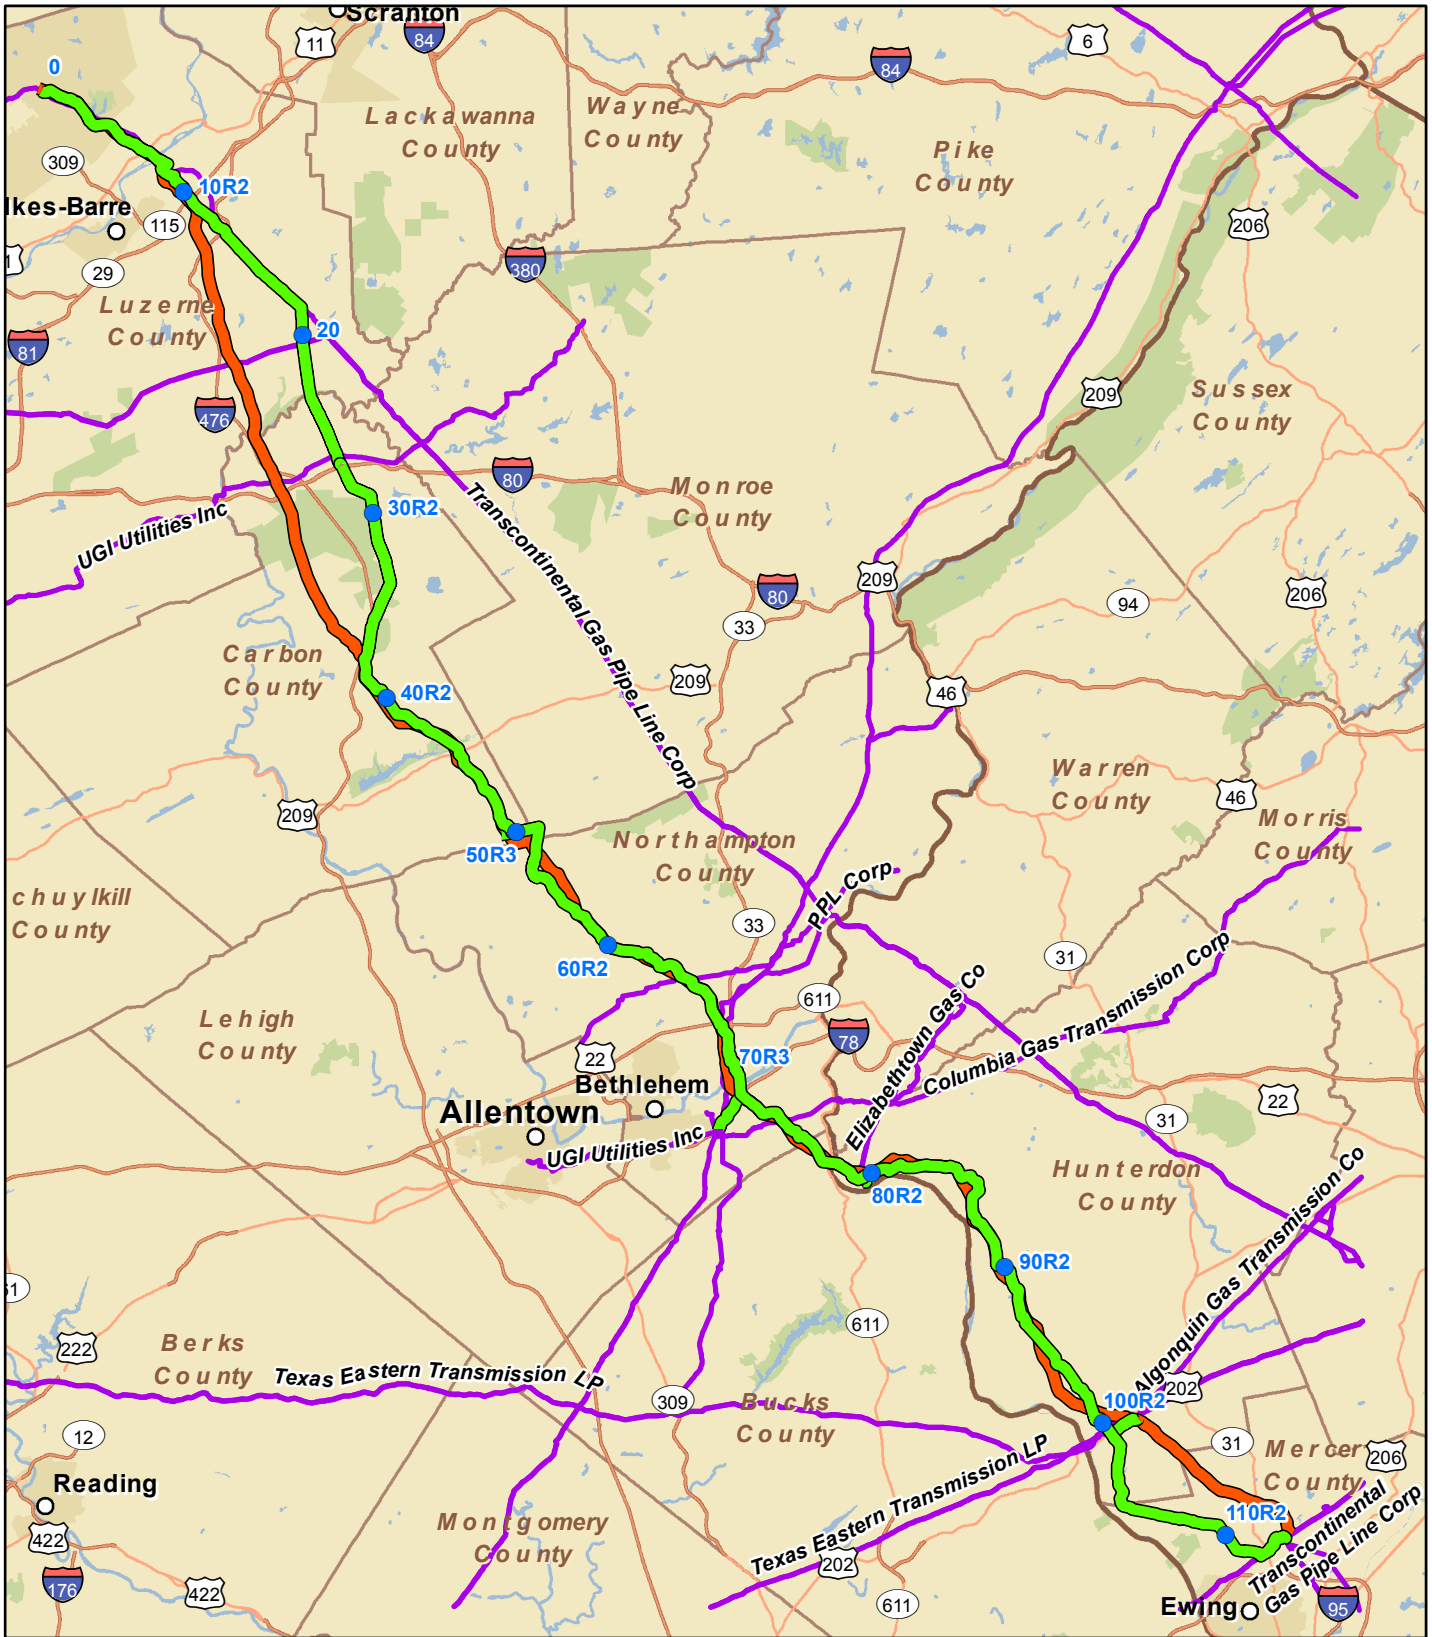 Scranton
11
84
6
84
0
Lackawanna
County
Wayne
County
Pike
County
309
10R2
lkes-Barre
115
206
1
29
380
Luzerne
County
20
81
476
209
Sussex
County
80
30R2
Monroe
County
UGI Utilities Inc
Transcontinental Gas Pipe Line Corp
209
80
33
94
206
Carbon
County
209
40R2
46
Warren
County
46
209
Morris
County
50R3
Northampton
County
PPL Corp
chuylkill
County
33
31
60R2
611
Lehigh
County
78
Elizabethtown Gas Co
Columbia Gas Transmission Corp
22
70R3
Bethlehem
Allentown
22
31
UGI Utilities Inc
80R2
Hunterdon
County
90R2
61
222
611
Algonquin Gas Transmission Co
Berks
County
Texas Eastern Transmission LP
309
Bucks
County
202
100R2
12
31
Mercer
County
206
Reading
Texas Eastern Transmission LP
110R2
422
Montgomery
County
202
Transcontinental
Gas Pipe Line Corp
176
422
611
Ewing
95